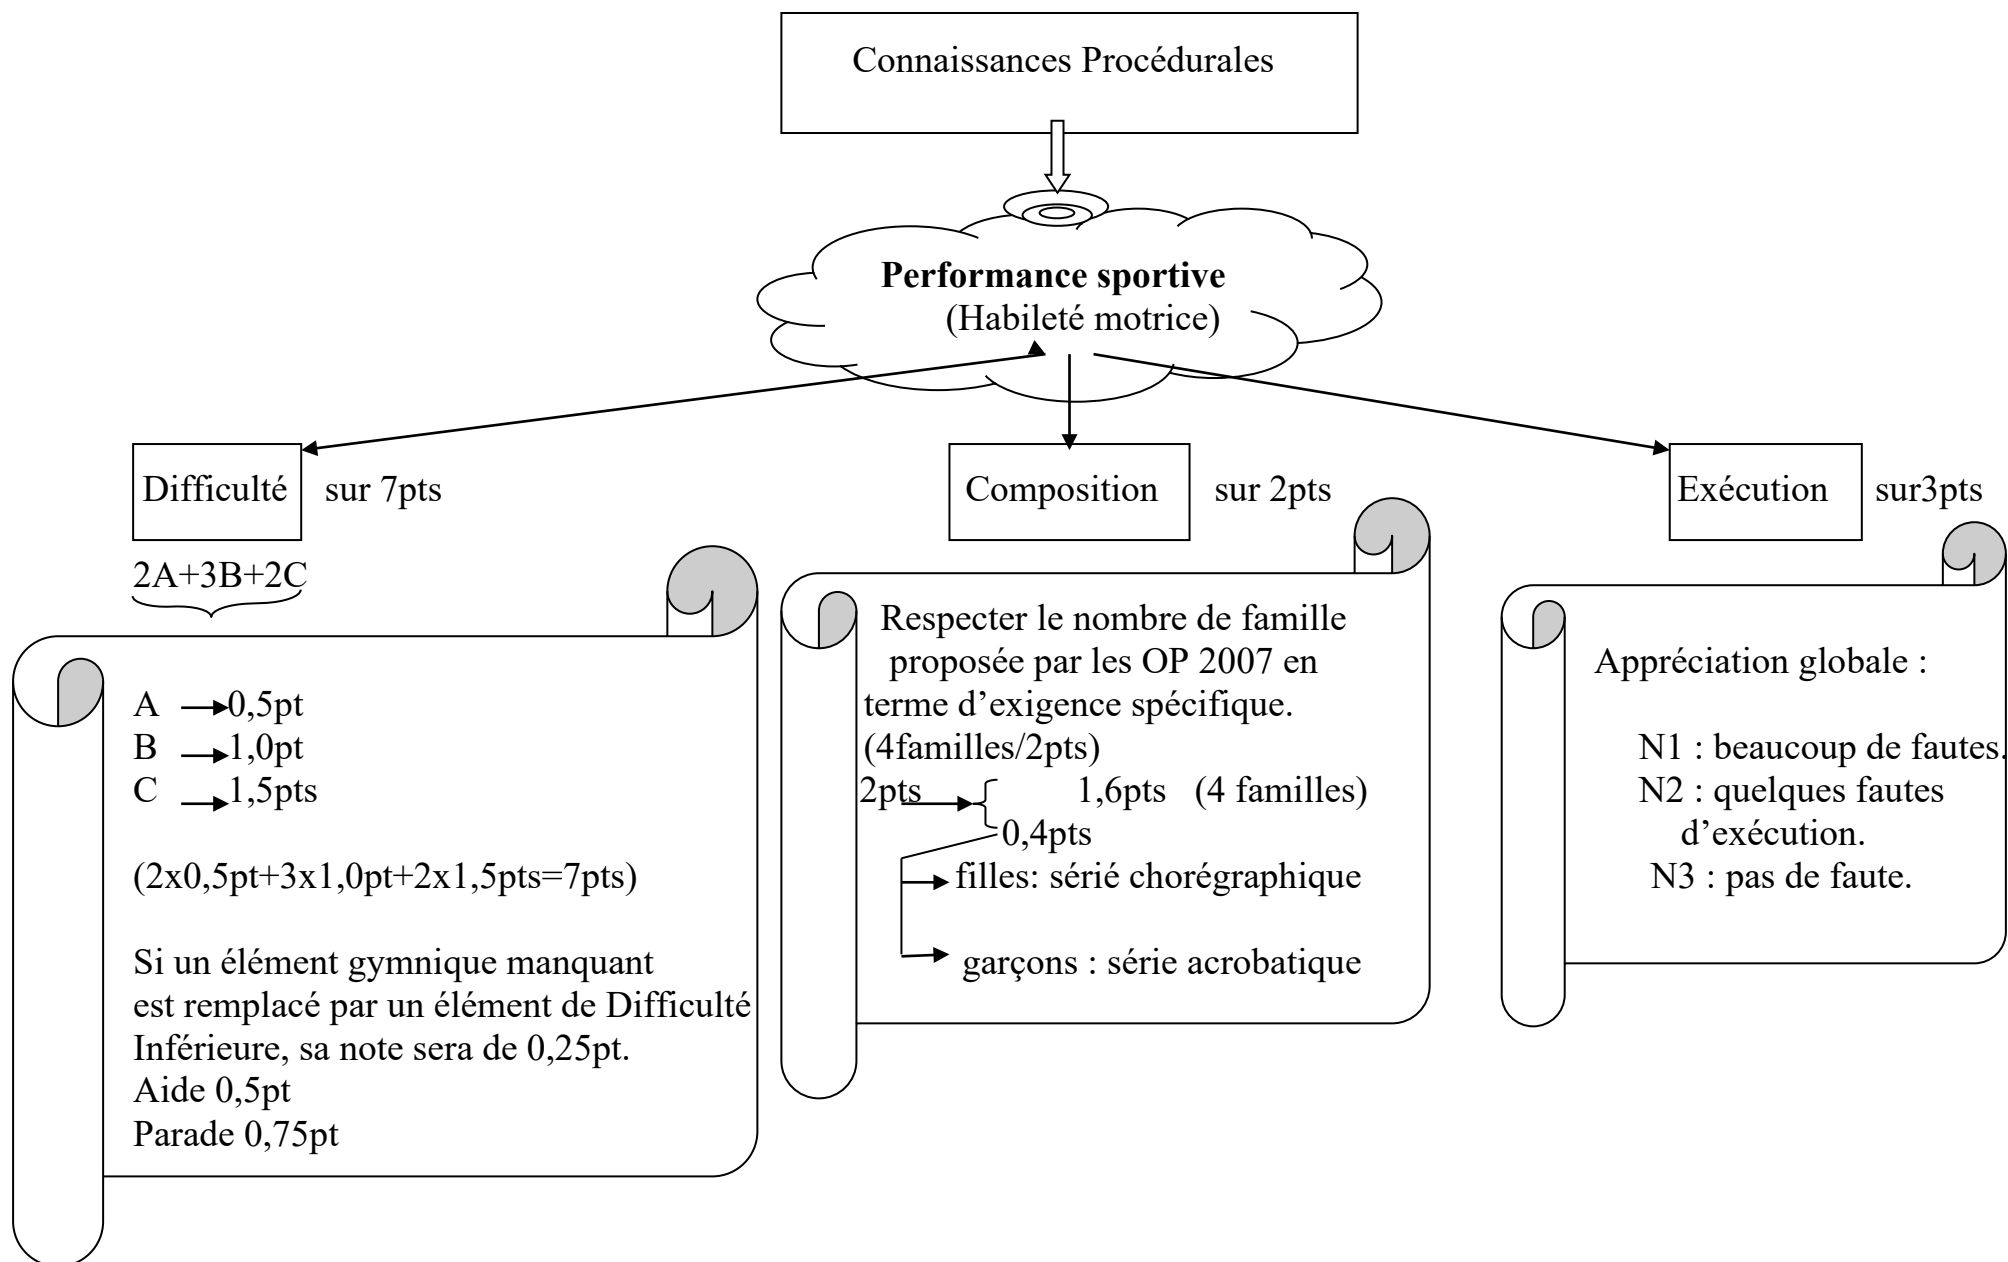 Connaissances Procédurales
Performance sportive
(Habileté motrice)
Difficulté
sur 7pts
2A+3B+2C
A
0,5pt
B
1,0pt
C
1,5pts
(2x0,5pt+3x1,0pt+2x1,5pts=7pts)
Si un élément gymnique manquant
est remplacé par un élément de Difficulté
Inférieure, sa note sera de 0,25pt.
Aide 0,5pt
Parade 0,75pt
Composition
sur 2pts
Respecter le nombre de famille
proposée par les OP 2007 en
terme d’exigence spécifique.
(4familles/2pts)
2pts
1,6pts (4 familles)
0,4pts
filles: sérié chorégraphique
garçons : série acrobatique
Exécution
sur3pts
Appréciation globale :
N1 : beaucoup de fautes.
N2 : quelques fautes
d’exécution.
N3 : pas de faute.